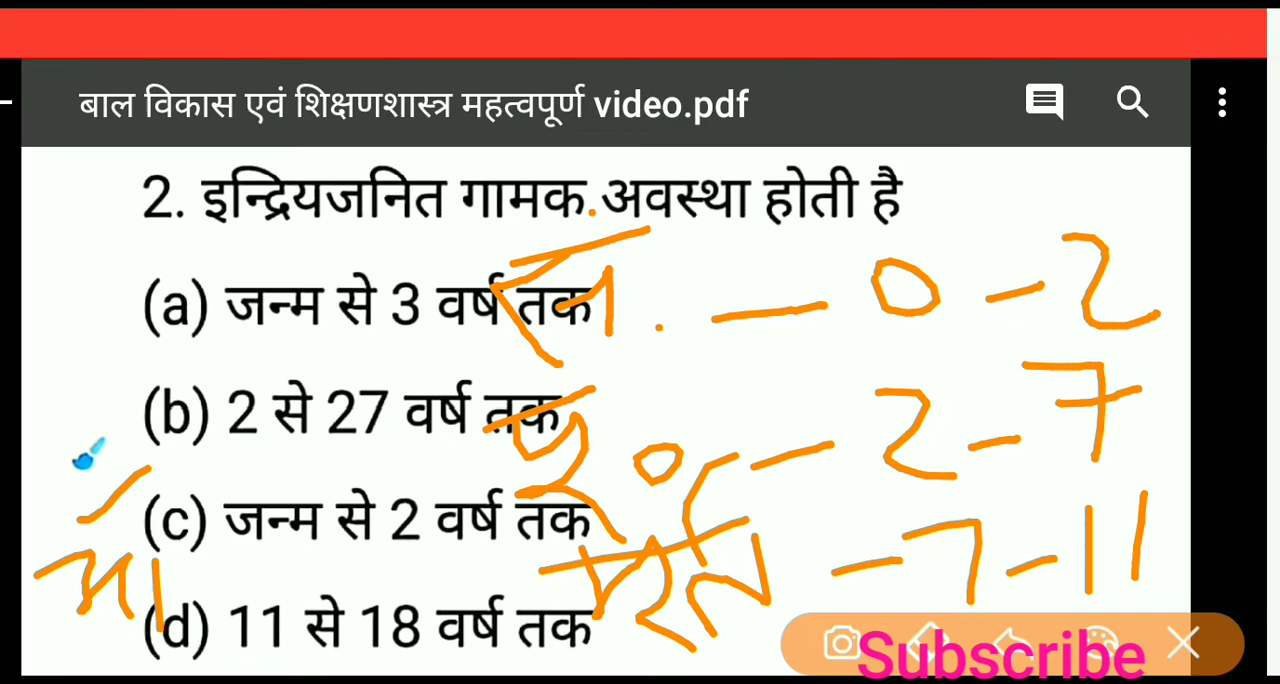 बाल विकास एवं शिक्षणशास्त्र महत्वपूर्ण video.pdf
2. इन्द्रियजनित गामक अवस्था होती है
(a) जन्म से 3 वर्ष तक
0 - 2
(b) 2 से 27 वर्ष तक
2 - 7
(c) जन्म से 2 वर्ष तक
7 - 11
(d) 11 से 18 वर्ष तक
Subscribe